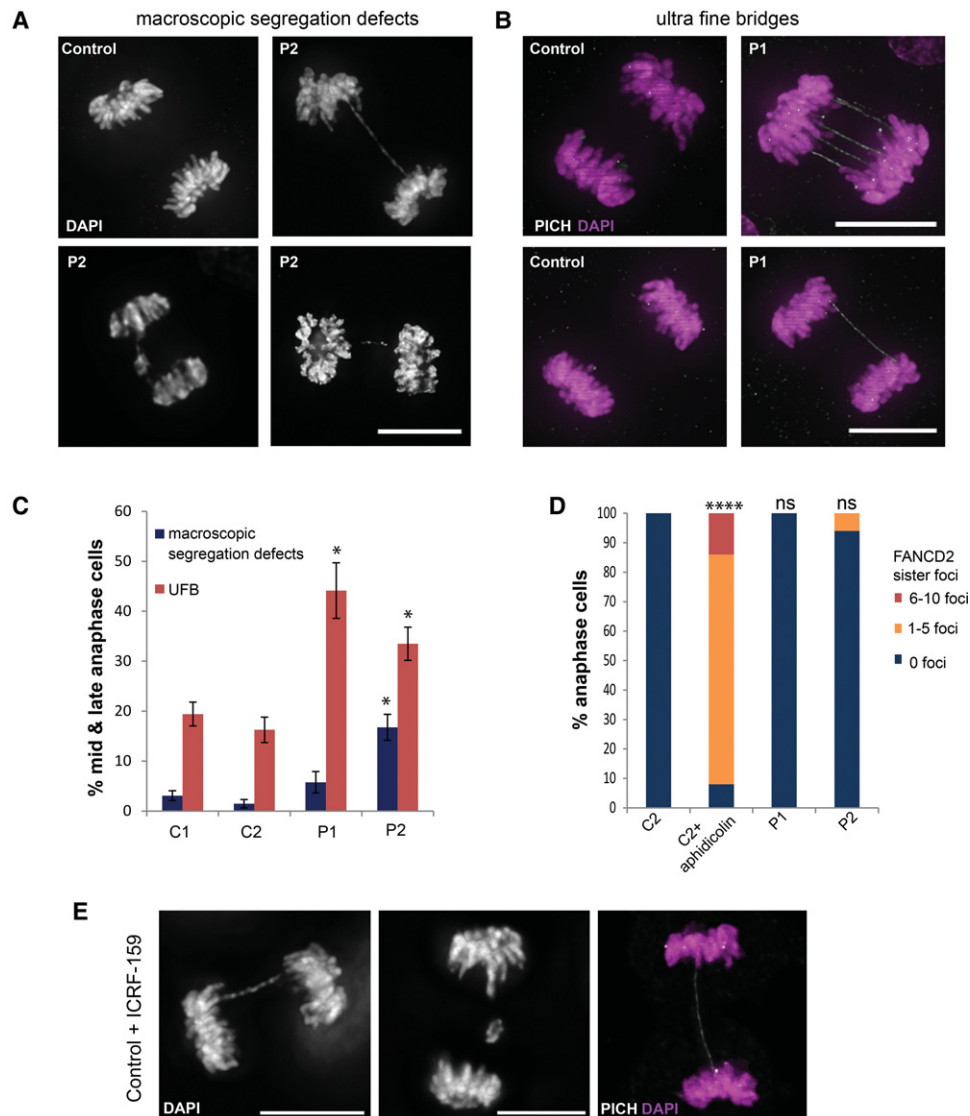 A
macroscopic segregation defects
Control
P2
DAPI
P2
P2
B
ultra fine bridges
Control
P1
PICH DAPI
Control
P1
C
60
50
40
30
20
10
0
% mid & late anaphase cells
macroscopic
segregation defects
UFB
*
*
*
C1
C2
P1
P2
D
100
90
80
70
60
50
40
30
20
10
0
% anaphase cells
****
ns
ns
C2
C2+
aphidicolin
P1
P2
FANCD2
sister foci
6-10 foci
1-5 foci
0 foci
E
Control + ICRF-159
DAPI
PICH DAPI